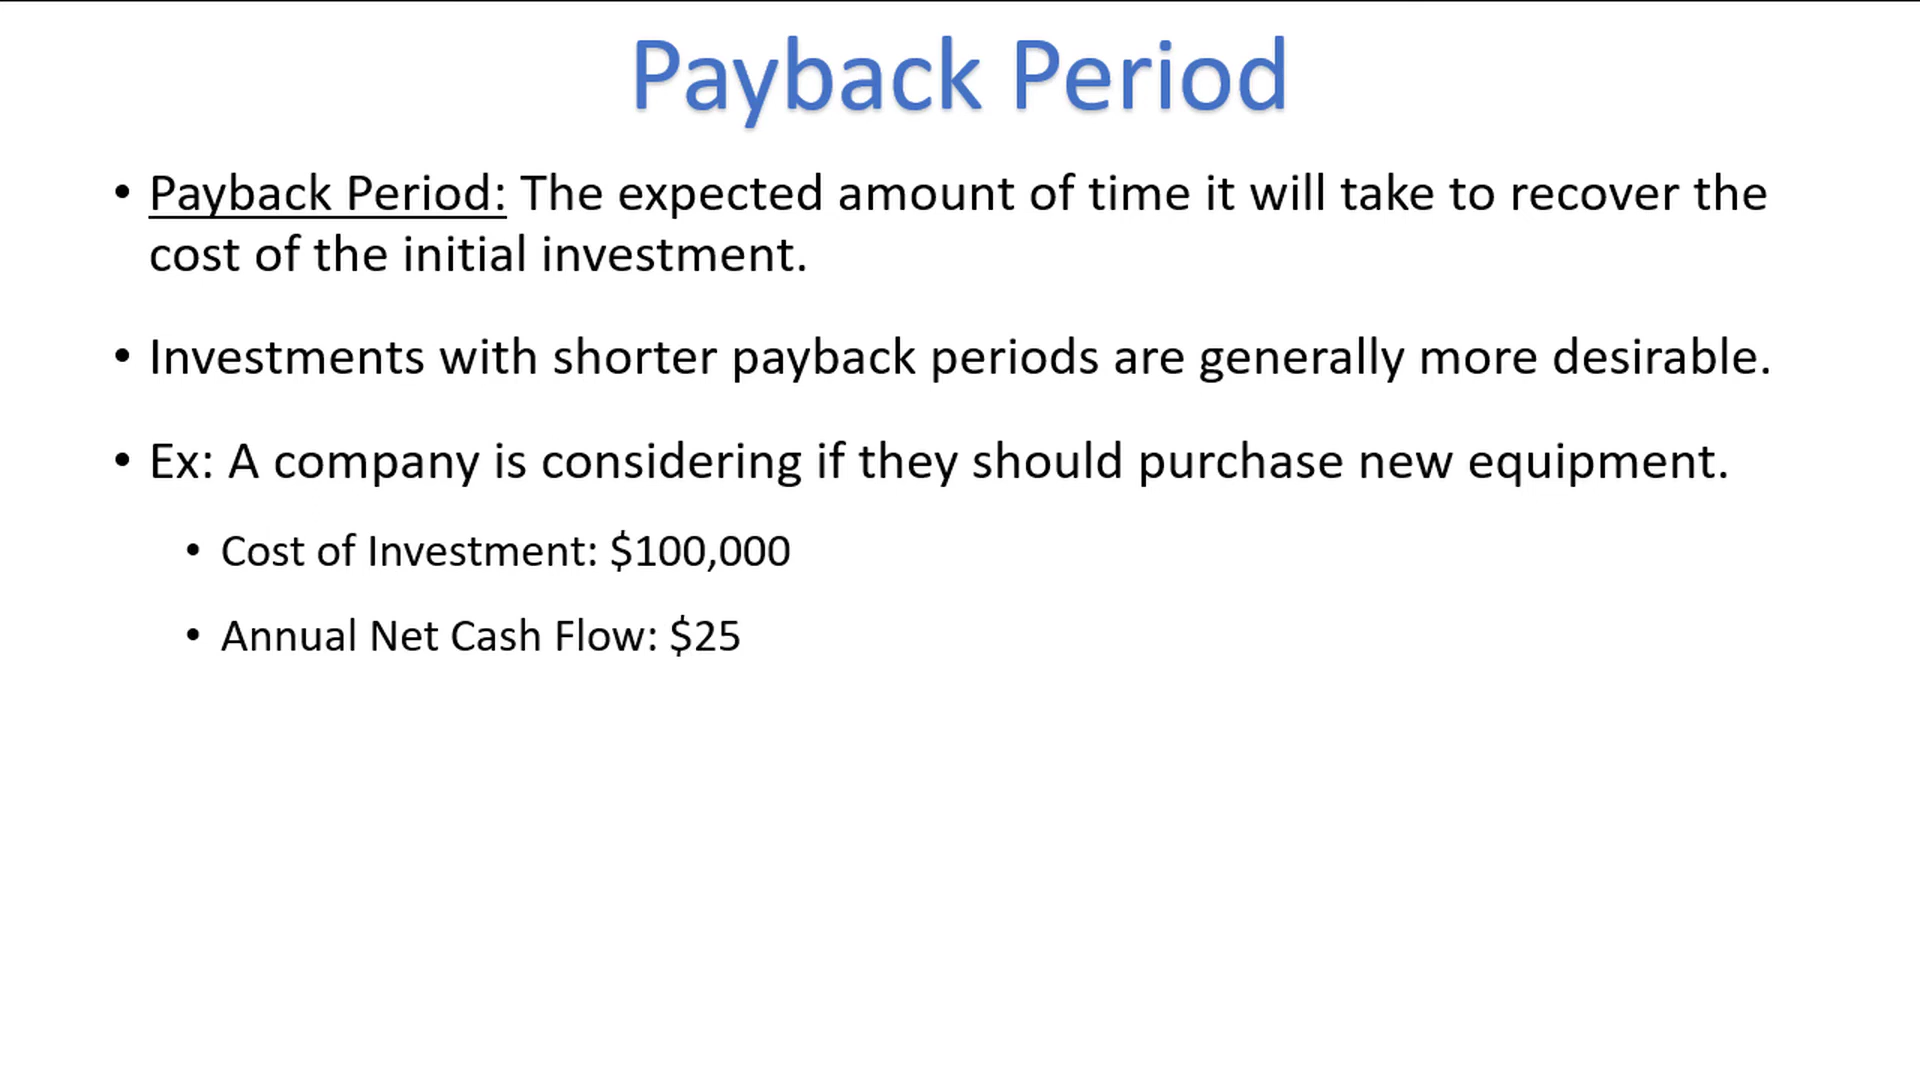 Payback Period
• Payback Period: The expected amount of time it will take to recover the
cost of the initial investment.
• Investments with shorter payback periods are generally more desirable.
• Ex: A company is considering if they should purchase new equipment.
• Cost of Investment: $100,000
• Annual Net Cash Flow: $25